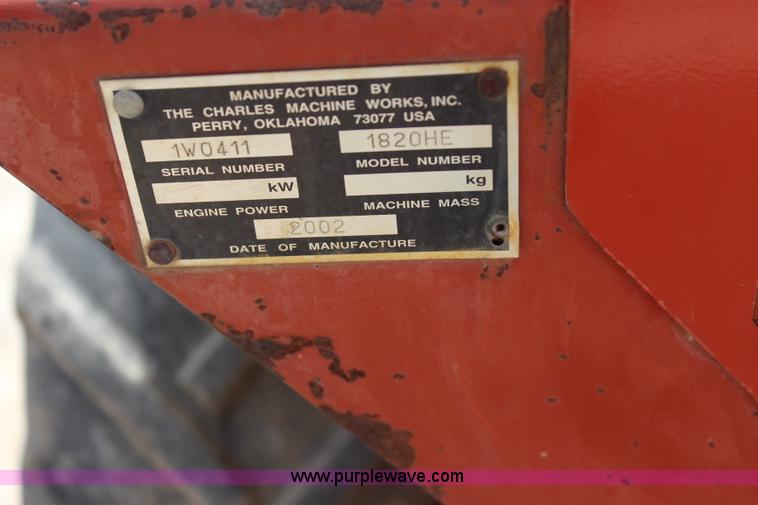 MANUFACTURED BY
THE CHARLES MACHINE WORKS, INC.
PERRY, OKLAHOMA 73077 USA
1W0411 1820HE
SERIAL NUMBER MODEL NUMBER
kW kg
ENGINE POWER MACHINE MASS
2002
DATE OF MANUFACTURE
www.purplewave.com